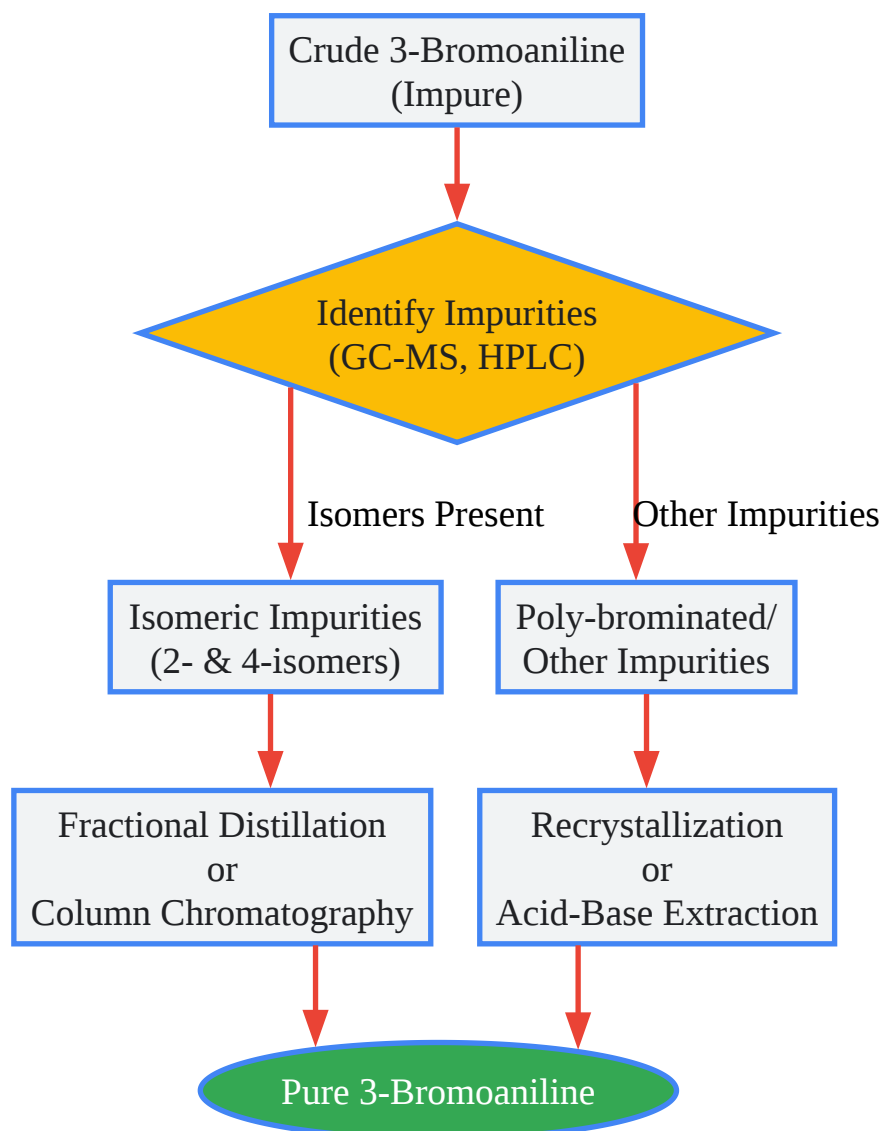 Crude 3-Bromoaniline
(Impure)
Identify Impurities
(GC-MS, HPLC)
Isomers Present
Other Impurities
Isomeric Impurities
(2- & 4-isomers)
Poly-brominated/
Other Impurities
Fractional Distillation
or
Column Chromatography
Recrystallization
or
Acid-Base Extraction
Pure 3-Bromoaniline